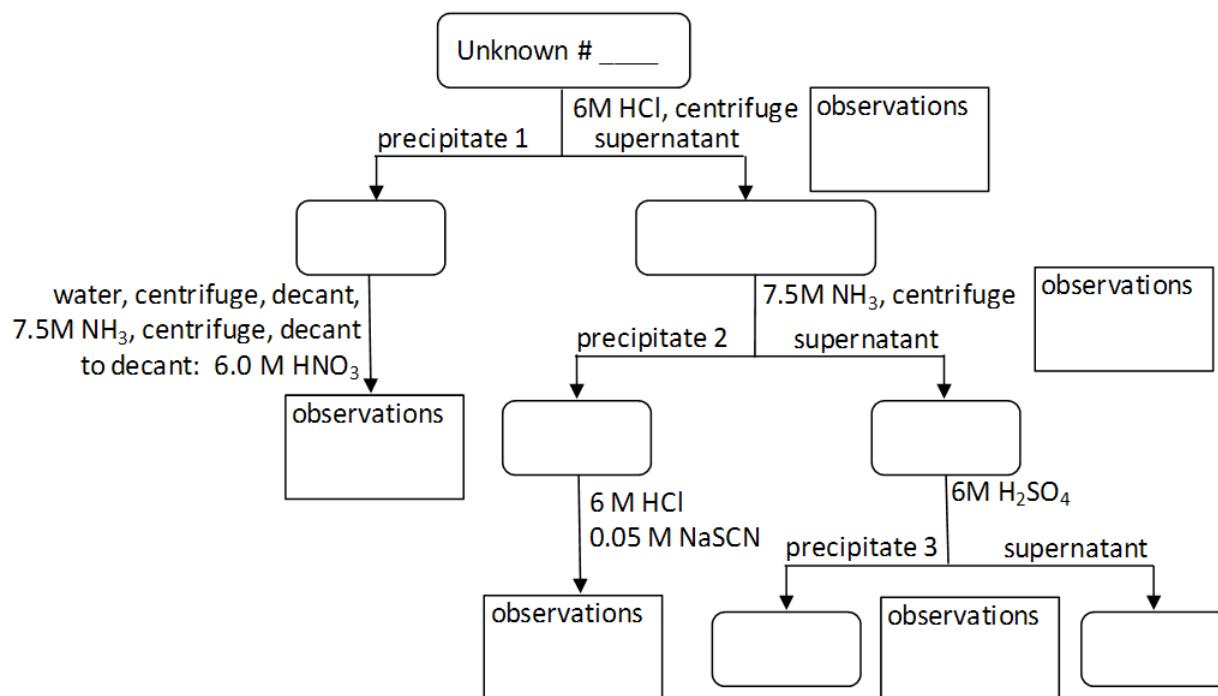 Unknown # ____
6M HCl, centrifuge
observations
precipitate 1
supernatant
water, centrifuge, decant,
7.5M NH₃, centrifuge, decant
to decant: 6.0 M HNO₃
7.5M NH₃, centrifuge
observations
precipitate 2
supernatant
observations
6 M HCl
0.05 M NaSCN
6M H₂SO₄
precipitate 3
supernatant
observations
observations